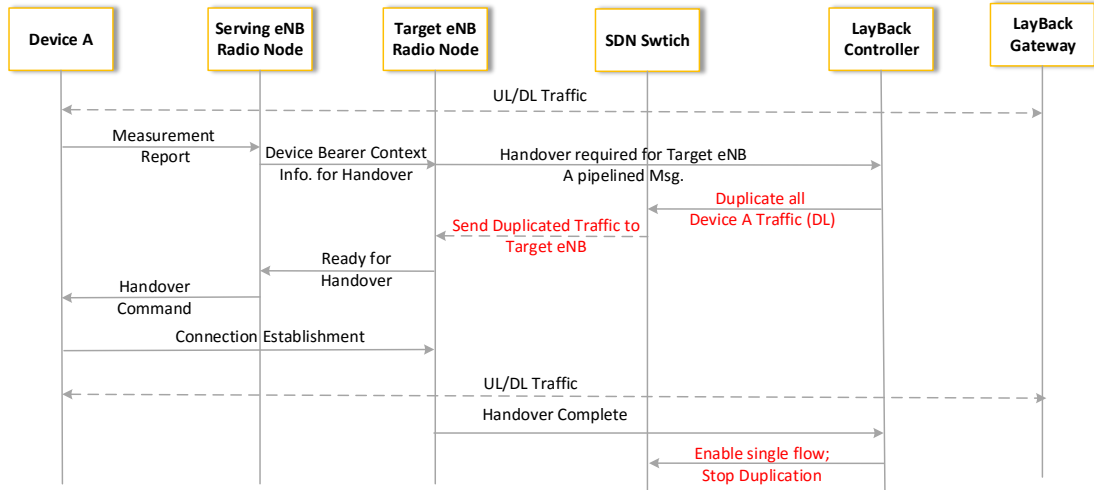 Device A
Serving eNB
Radio Node
Target eNB
Radio Node
SDN Swtich
LayBack
Controller
LayBack
Gateway
UL/DL Traffic
Measurement
Report
Device Bearer Context
Info. for Handover
Handover required for Target eNB
A pipelined Msg.
Duplicate all
Device A Traffic (DL)
Send Duplicated Traffic to
Target eNB
Ready for
Handover
Handover
Command
Connection Establishment
UL/DL Traffic
Handover Complete
Enable single flow;
Stop Duplication